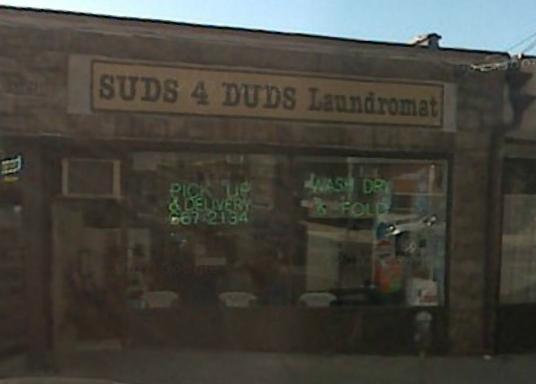 SUDS 4 DUDS Laundromat
PICK UP
& DELIVERY
667-2134
WASH DRY
& FOLD